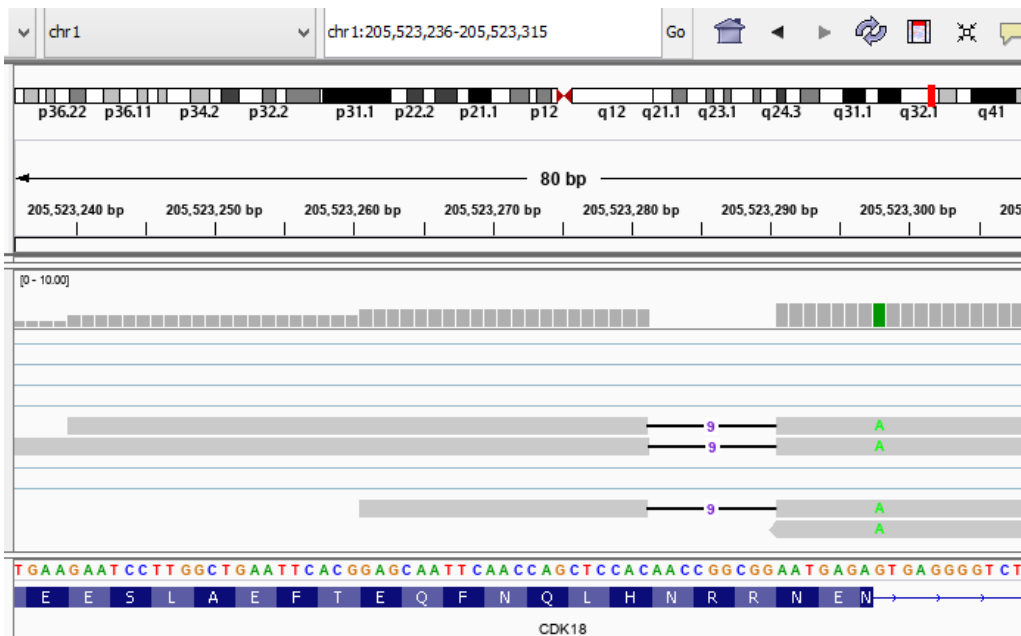 chr1
chr1:205,523,236-205,523,315
Go
p36.22 p36.11 p34.2 p32.2 p31.1 p22.2 p21.1 p12 q12 q21.1 q23.1 q24.3 q31.1 q32.1 q41
80 bp
205,523,240 bp 205,523,250 bp 205,523,260 bp 205,523,270 bp 205,523,280 bp 205,523,290 bp 205,523,300 bp 205
[0 - 10.00]
9 A
9 A
9 A
A
TGAAGAATCCTTGGCTGAATTCACGGAGCAATTCAACCAGCTCCACAACCGGCGGAATGAGAGTGAGGGGTCT
E E S L A E F T E Q F N Q L H N R R N E N
CDK18